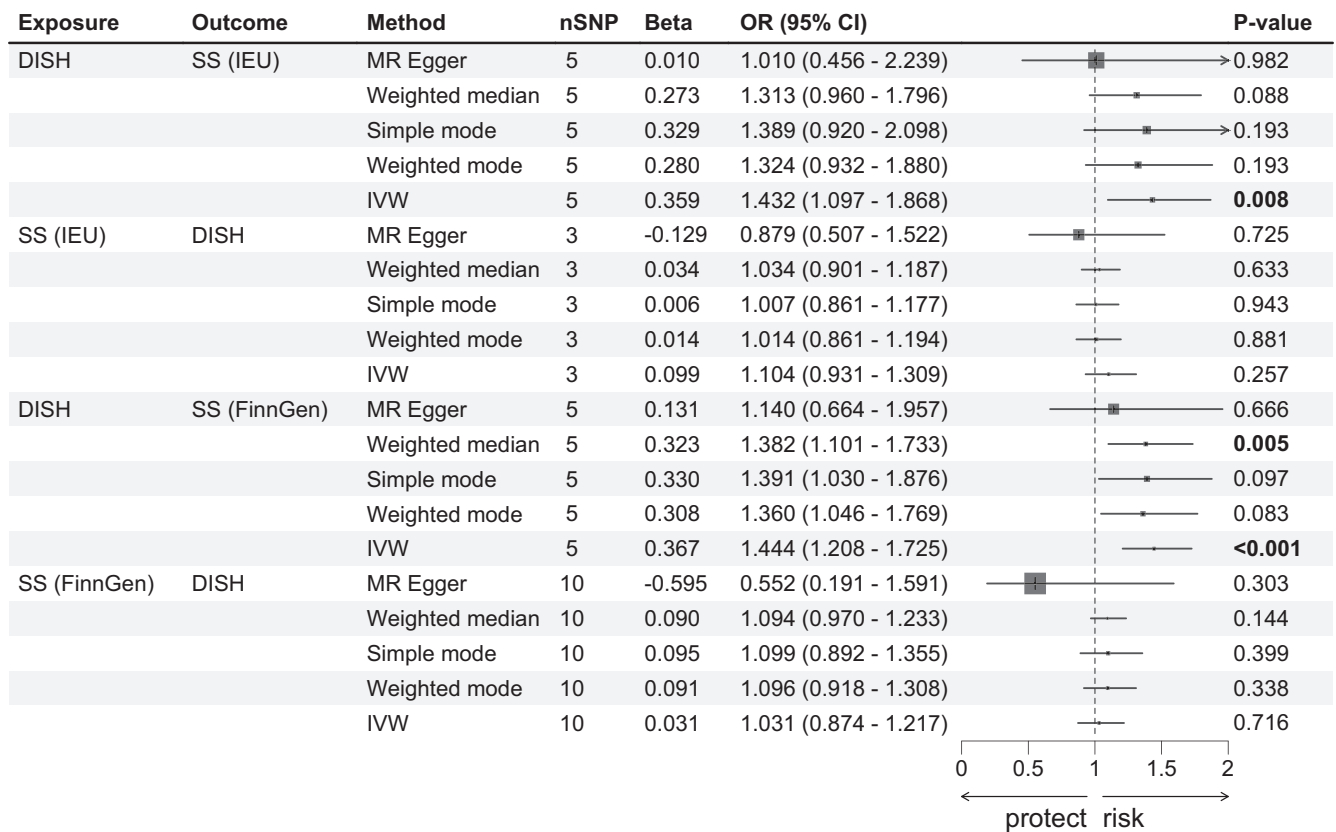 Exposure Outcome Method nSNP Beta OR (95% CI) P-value
DISH SS (IEU) MR Egger 5 0.010 1.010 (0.456 - 2.239) 0.982
Weighted median 5 0.273 1.313 (0.960 - 1.796) 0.088
Simple mode 5 0.329 1.389 (0.920 - 2.098) 0.193
Weighted mode 5 0.280 1.324 (0.932 - 1.880) 0.193
IVW 5 0.359 1.432 (1.097 - 1.868) 0.008
SS (IEU) DISH MR Egger 3 -0.129 0.879 (0.507 - 1.522) 0.725
Weighted median 3 0.034 1.034 (0.901 - 1.187) 0.633
Simple mode 3 0.006 1.007 (0.861 - 1.177) 0.943
Weighted mode 3 0.014 1.014 (0.861 - 1.194) 0.881
IVW 3 0.099 1.104 (0.931 - 1.309) 0.257
DISH SS (FinnGen) MR Egger 5 0.131 1.140 (0.664 - 1.957) 0.666
Weighted median 5 0.323 1.382 (1.101 - 1.733) 0.005
Simple mode 5 0.330 1.391 (1.030 - 1.876) 0.097
Weighted mode 5 0.308 1.360 (1.046 - 1.769) 0.083
IVW 5 0.367 1.444 (1.208 - 1.725) <0.001
SS (FinnGen) DISH MR Egger 10 -0.595 0.552 (0.191 - 1.591) 0.303
Weighted median 10 0.090 1.094 (0.970 - 1.233) 0.144
Simple mode 10 0.095 1.099 (0.892 - 1.355) 0.399
Weighted mode 10 0.091 1.096 (0.918 - 1.308) 0.338
IVW 10 0.031 1.031 (0.874 - 1.217) 0.716
0 0.5 1 1.5 2
protect risk